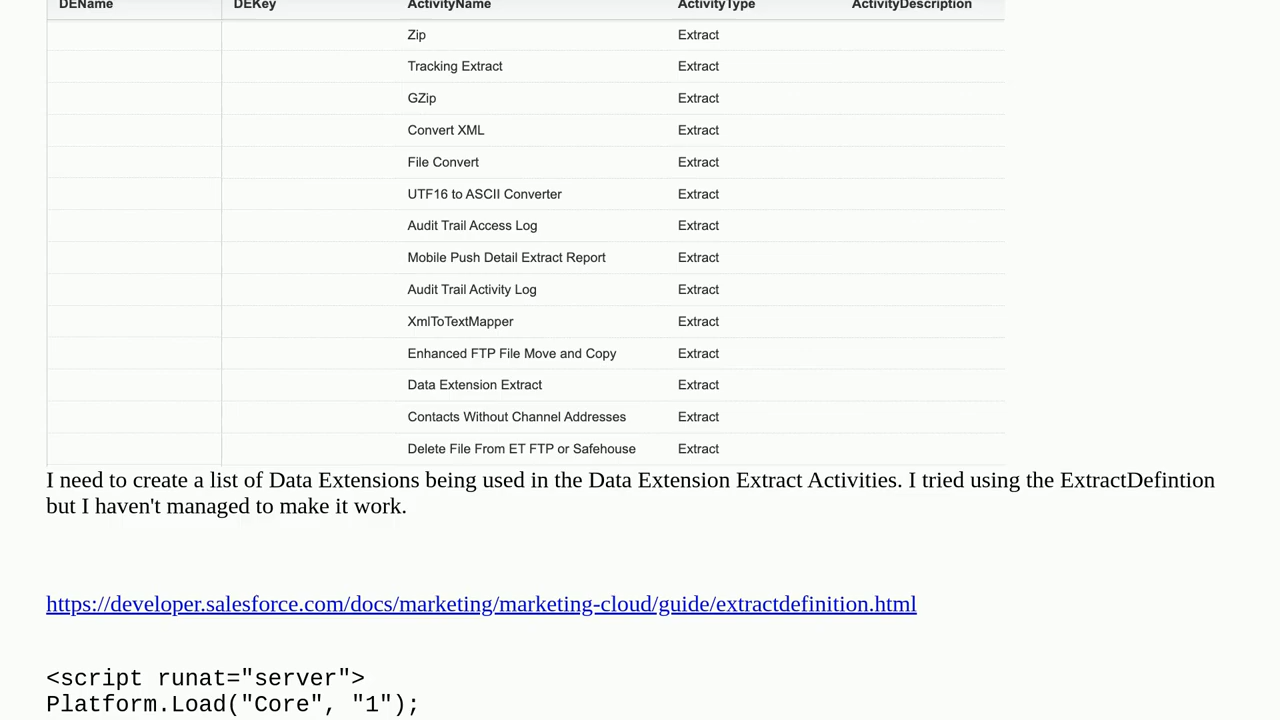 DEName DEKey ActivityName ActivityType ActivityDescription
Zip Extract
Tracking Extract Extract
GZip Extract
Convert XML Extract
File Convert Extract
UTF16 to ASCII Converter Extract
Audit Trail Access Log Extract
Mobile Push Detail Extract Report Extract
Audit Trail Activity Log Extract
XmlToTextMapper Extract
Enhanced FTP File Move and Copy Extract
Data Extension Extract Extract
Contacts Without Channel Addresses Extract
Delete File From ET FTP or Safehouse Extract
I need to create a list of Data Extensions being used in the Data Extension Extract Activities. I tried using the ExtractDefintion
but I haven't managed to make it work.
https://developer.salesforce.com/docs/marketing/marketing-cloud/guide/extractdefinition.html
<script runat="server">
Platform.Load("Core", "1");